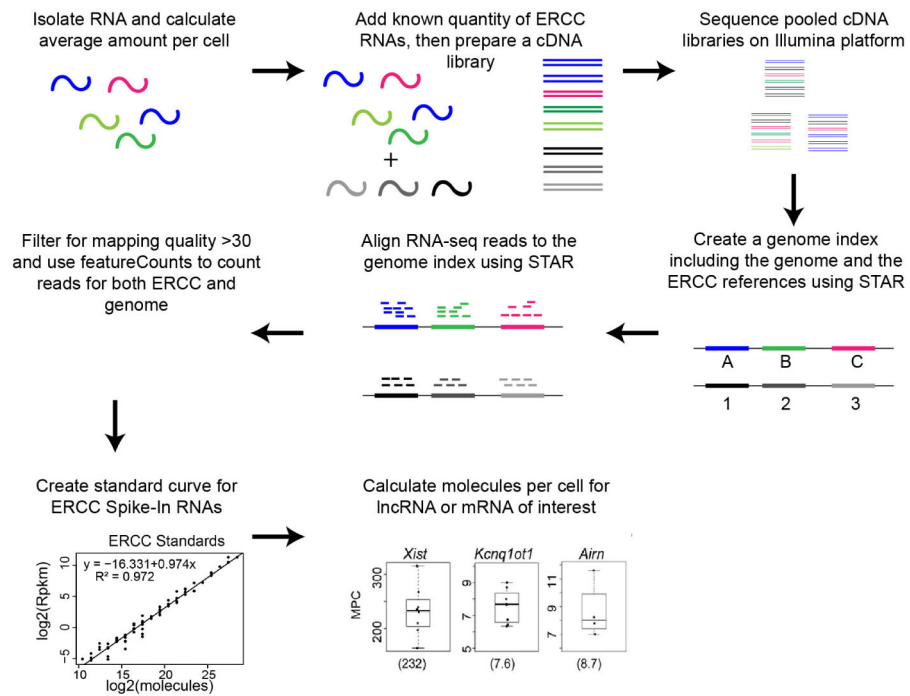 Isolate RNA and calculate
average amount per cell
Add known quantity of ERCC
RNAs, then prepare a cDNA
library
Sequence pooled cDNA
libraries on Illumina platform
+
Create a genome index
including the genome and the
ERCC references using STAR
A B C
1 2 3
Align RNA-seq reads to the
genome index using STAR
Filter for mapping quality >30
and use featureCounts to count
reads for both ERCC and
genome
Create standard curve for
ERCC Spike-In RNAs
ERCC Standards
y = −16.331+0.974x
R² = 0.972
log2(Rpkm)
10
5
0
−5
10 15 20 25
log2(molecules)
Calculate molecules per cell for
lncRNA or mRNA of interest
Xist Kcnq1ot1 Airn
MPC
300
200
9
7
5
11
9
7
(232) (7.6) (8.7)